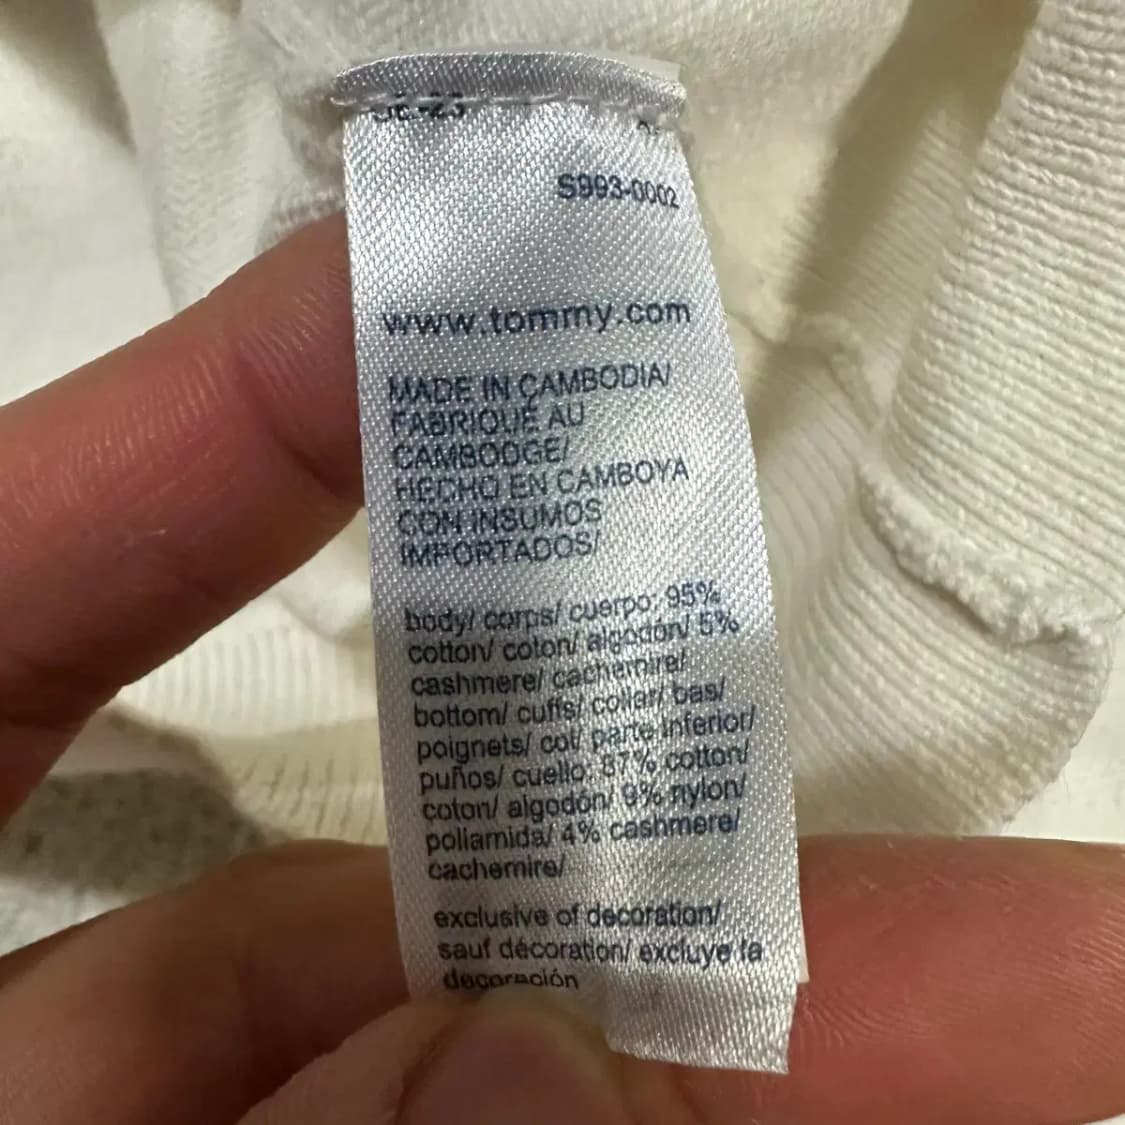 S993-0002
www.tommy.com
MADE IN CAMBODIA/
FABRIQUÉ AU
CAMBODGE/
HECHO EN CAMBOYA
CON INSUMOS
IMPORTADOS/
body/ corps/ cuerpo: 95%
cotton/ coton/ algodón/ 5%
cashmere/ cachemire/
bottom/ cuffs/ collar/ bas/
poignets/ col/ parte inferior/
puños/ cuello: 87% cotton/
coton/ algodón/ 9% nylon/
poliamida/ 4% cashmere/
cachemire/
exclusive of decoration/
sauf décoration/ excluye la
decoración